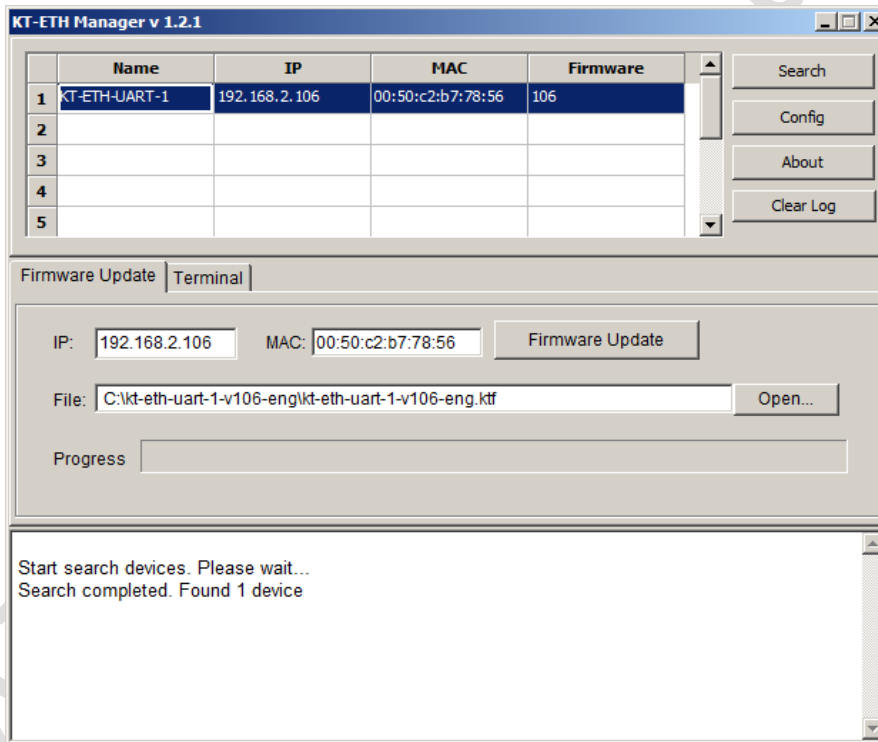 KT-ETH Manager v 1.2.1
Name IP MAC Firmware
1 KT-ETH-UART-1 192.168.2.106 00:50:c2:b7:78:56 106
2
3
4
5
Search
Config
About
Clear Log
Firmware Update Terminal
IP: 192.168.2.106 MAC: 00:50:c2:b7:78:56 Firmware Update
File: C:\kt-eth-uart-1-v106-eng\kt-eth-uart-1-v106-eng.ktf Open...
Progress
Start search devices. Please wait...
Search completed. Found 1 device